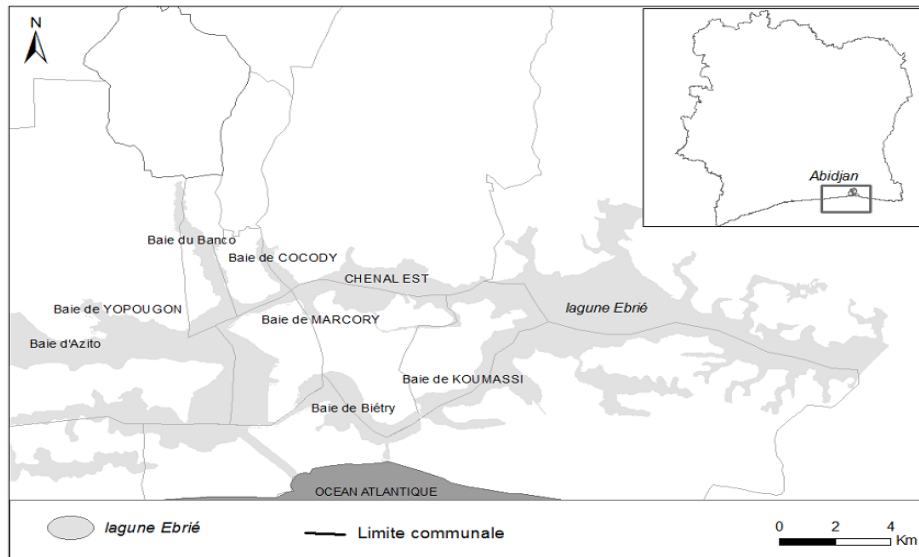 N
Abidjan
Baie du Banco
Baie de COCODY
CHENAL EST
Baie de YOPOUGON
Baie de MARCORY
lagune Ebrié
Baie d'Azito
Baie de KOUMASSI
Baie de Biétry
OCEAN ATLANTIQUE
lagune Ebrié
Limite communale
0 2 4
Km